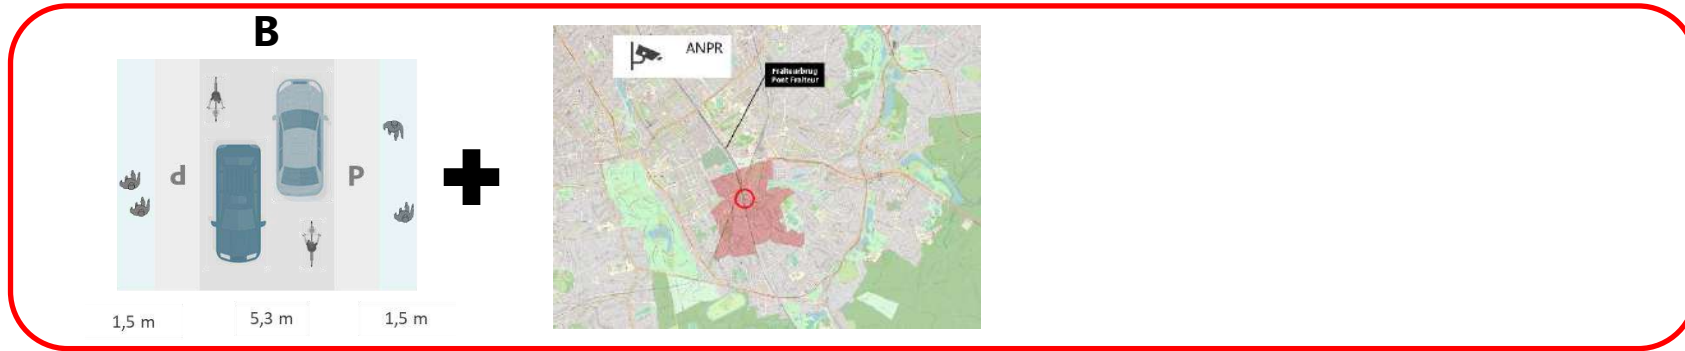 B
ANPR
Fraiteurbrug
Pont Fraiteur
P
P
1,5 m
5,3 m
1,5 m